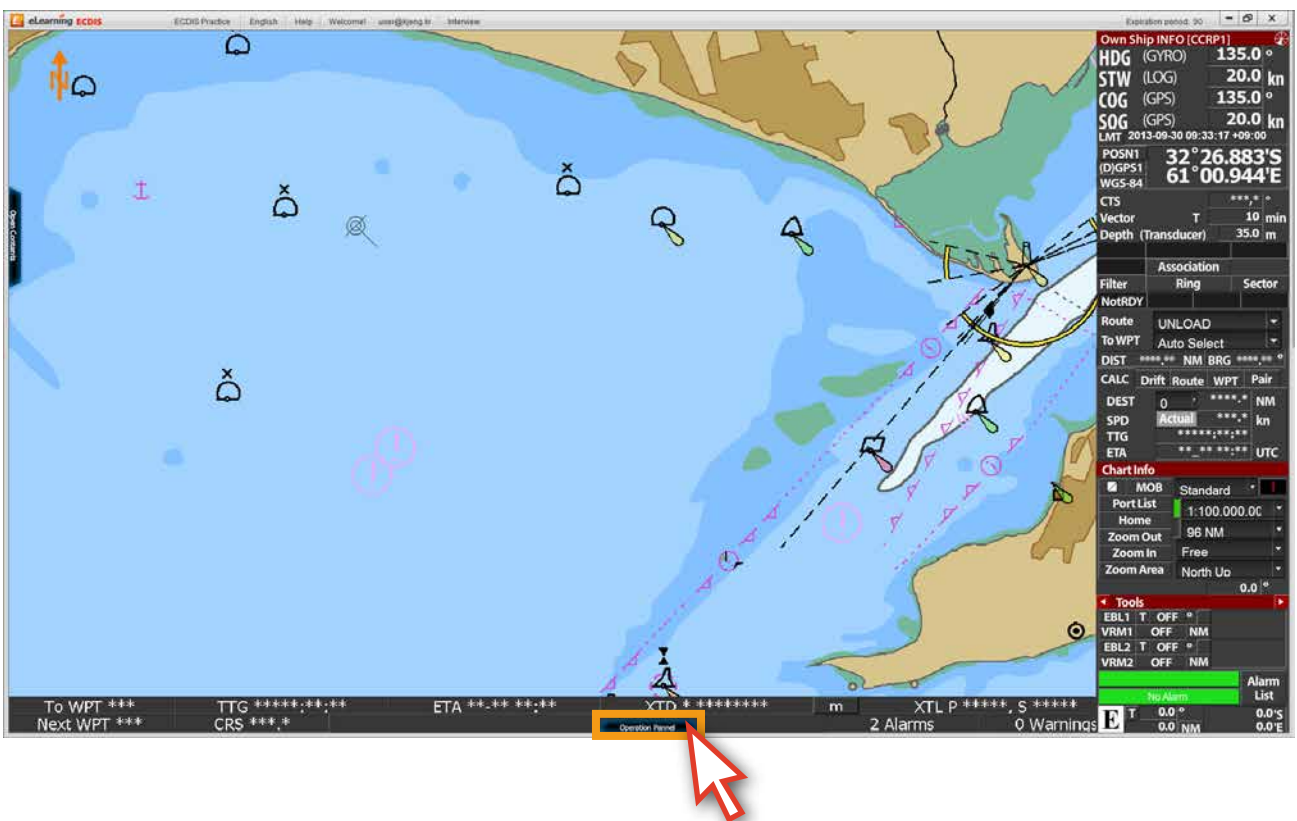 eLearning ECDIS ECDIS Practice English Help Welcome! user@kjeng.kr Interview Expiration period: 90
Open Contents
N
Own Ship INFO [CCRP1]
HDG (GYRO) 135.0 °
STW (LOG) 20.0 kn
COG (GPS) 135.0 °
SOG (GPS) 20.0 kn
LMT 2013-09-30 09:33:17 +09:00
POSN1 32°26.883'S
(D)GPS1 61°00.944'E
WGS-84
CTS ***.* °
Vector T 10 min
Depth (Transducer) 35.0 m
Association
Filter Ring Sector
NotRDY
Route UNLOAD
To WPT Auto Select
DIST ****.** NM BRG ****.** °
CALC Drift Route WPT Pair
DEST 0 ****.* NM
SPD Actual ***.* kn
TTG *****:**:**
ETA **_** **:** UTC
Chart Info
MOB Standard
Port List 1:100.000.00
Home 96 NM
Zoom Out Free
Zoom In North Up
Zoom Area 0.0 °
Tools
EBL1 T OFF °
VRM1 OFF NM
EBL2 T OFF °
VRM2 OFF NM
Alarm
No Alarm List
E T 0.0 ° 0.0'S
0.0 NM 0.0'E
To WPT *** TTG *****:**:** ETA **-** **:** XTD * ******** m XTL P *****, S *****
Next WPT *** CRS ***.* Operation Pannel 2 Alarms 0 Warnings